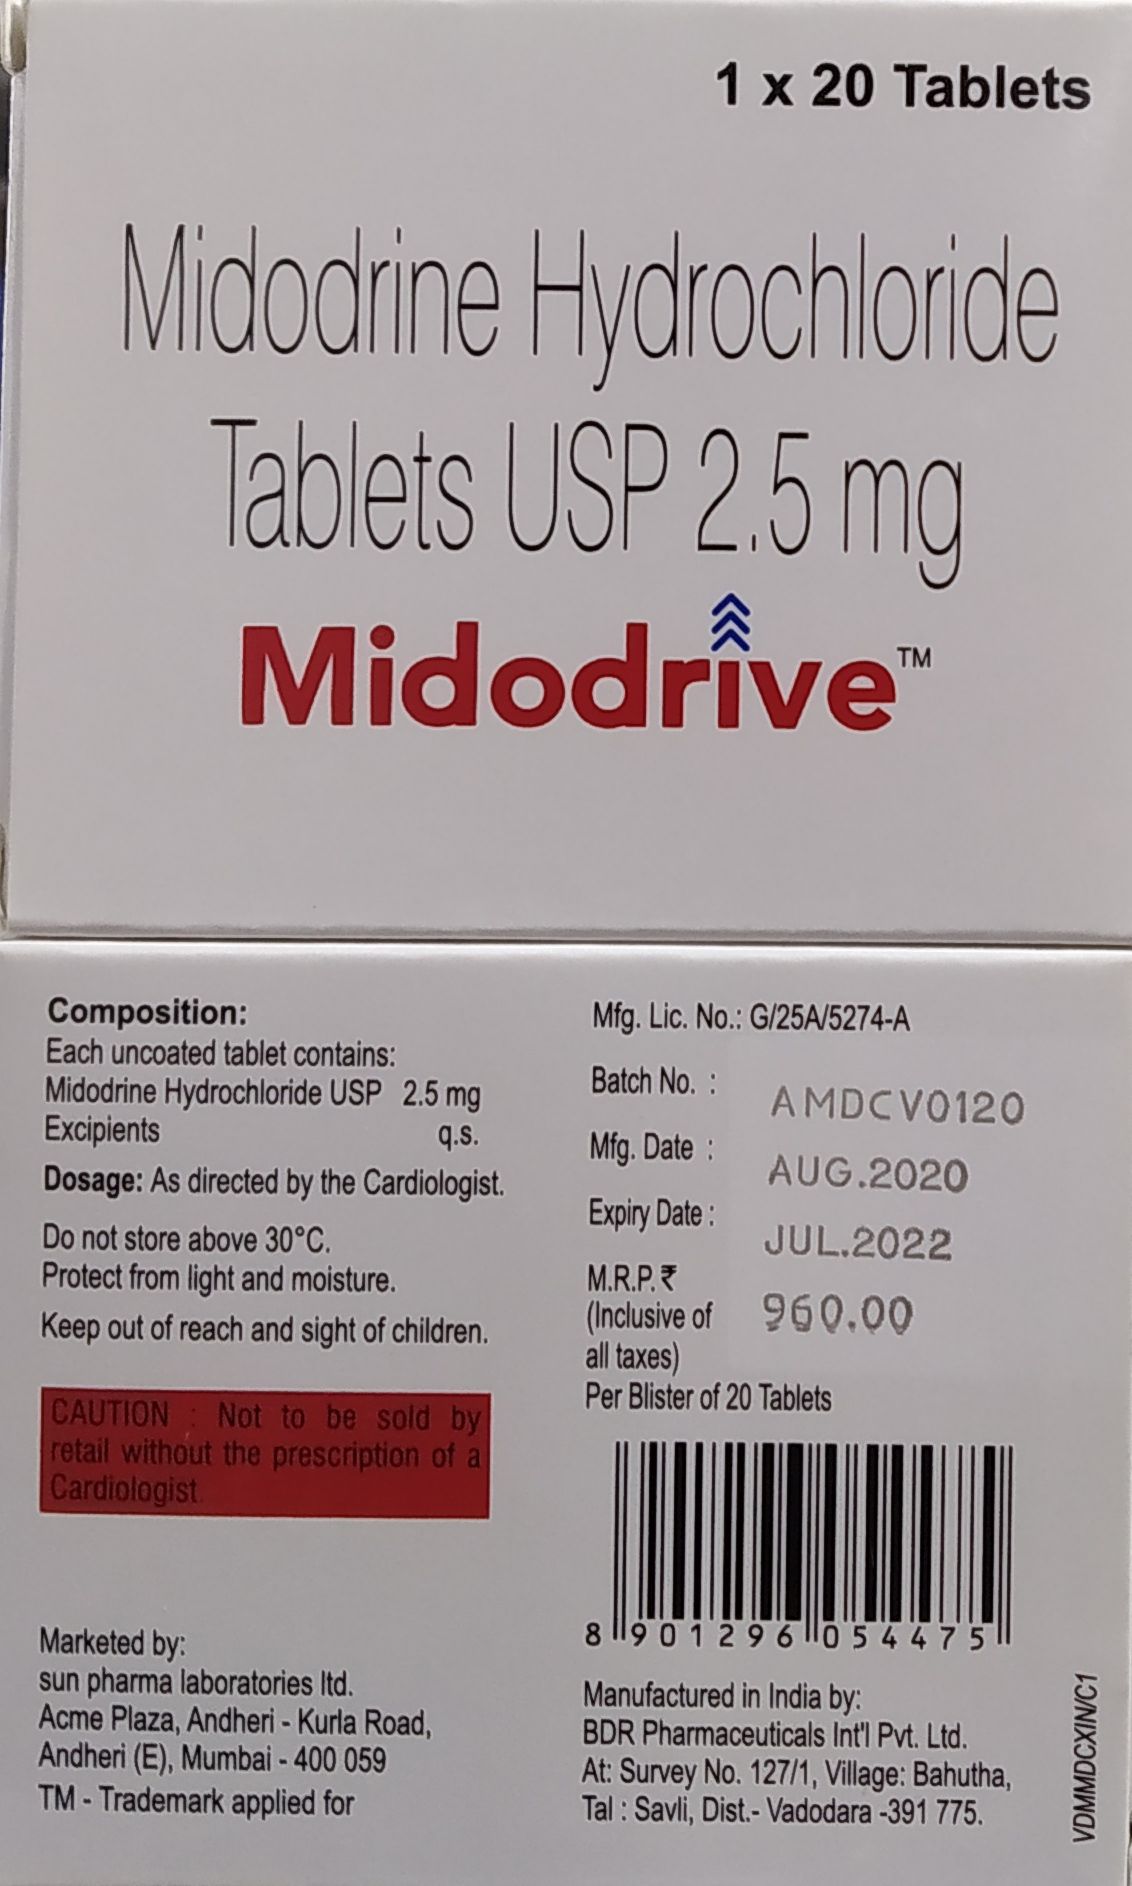 1 x 20 Tablets
Midodrine Hydrochloride
Tablets USP 2.5 mg
Midodrive™
Composition:
Each uncoated tablet contains:
Midodrine Hydrochloride USP 2.5 mg
Excipients q.s.
Dosage: As directed by the Cardiologist.
Do not store above 30°C.
Protect from light and moisture.
Keep out of reach and sight of children.
CAUTION : Not to be sold by
retail without the prescription of a
Cardiologist.
Marketed by:
sun pharma laboratories ltd.
Acme Plaza, Andheri - Kurla Road,
Andheri (E), Mumbai - 400 059
TM - Trademark applied for
Mfg. Lic. No.: G/25A/5274-A
Batch No. : AMDCV0120
Mfg. Date : AUG.2020
Expiry Date : JUL.2022
M.R.P.₹
(Inclusive of 960.00
all taxes)
Per Blister of 20 Tablets
8 901296 054475
Manufactured in India by:
BDR Pharmaceuticals Int'l Pvt. Ltd.
At: Survey No. 127/1, Village: Bahutha,
Tal : Savli, Dist.- Vadodara -391 775.
VDMMDCXIN/C1